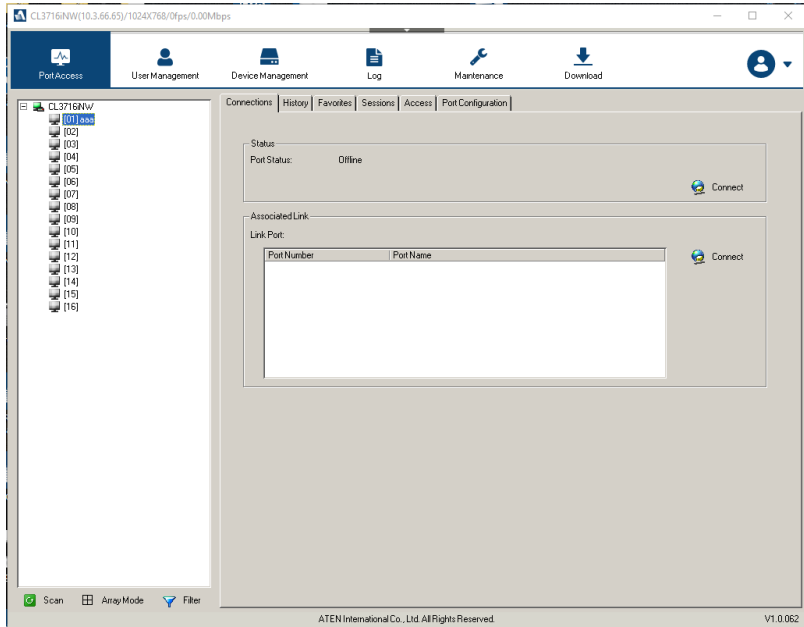 CL3716iNW(10.3.66.65)/1024X768/0fps/0.00Mbps
Port Access
User Management
Device Management
Log
Maintenance
Download
CL3716iNW
[01] aaa
[02]
[03]
[04]
[05]
[06]
[07]
[08]
[09]
[10]
[11]
[12]
[13]
[14]
[15]
[16]
Scan
Array Mode
Filter
Connections
History
Favorites
Sessions
Access
Port Configuration
Status
Port Status: Offline
Connect
Associated Link
Link Port:
Port Number
Port Name
Connect
ATEN International Co., Ltd. All Rights Reserved.
V1.0.062